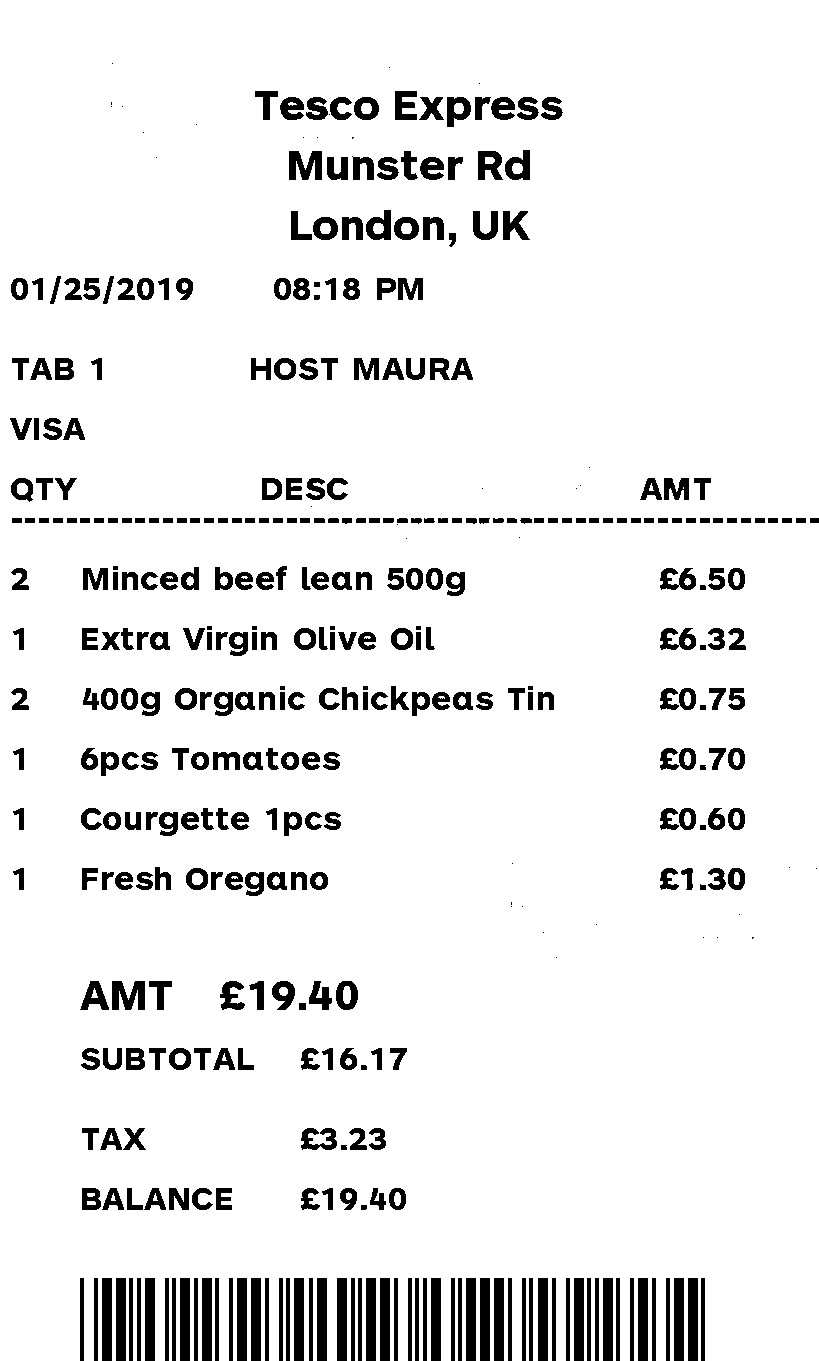 Tesco Express
Munster Rd
London, UK
01/25/2019 08:18 PM
TAB 1 HOST MAURA
VISA
QTY DESC AMT
2 Minced beef lean 500g £6.50
1 Extra Virgin Olive Oil £6.32
2 400g Organic Chickpeas Tin £0.75
1 6pcs Tomatoes £0.70
1 Courgette 1pcs £0.60
1 Fresh Oregano £1.30
AMT £19.40
SUBTOTAL £16.17
TAX £3.23
BALANCE £19.40